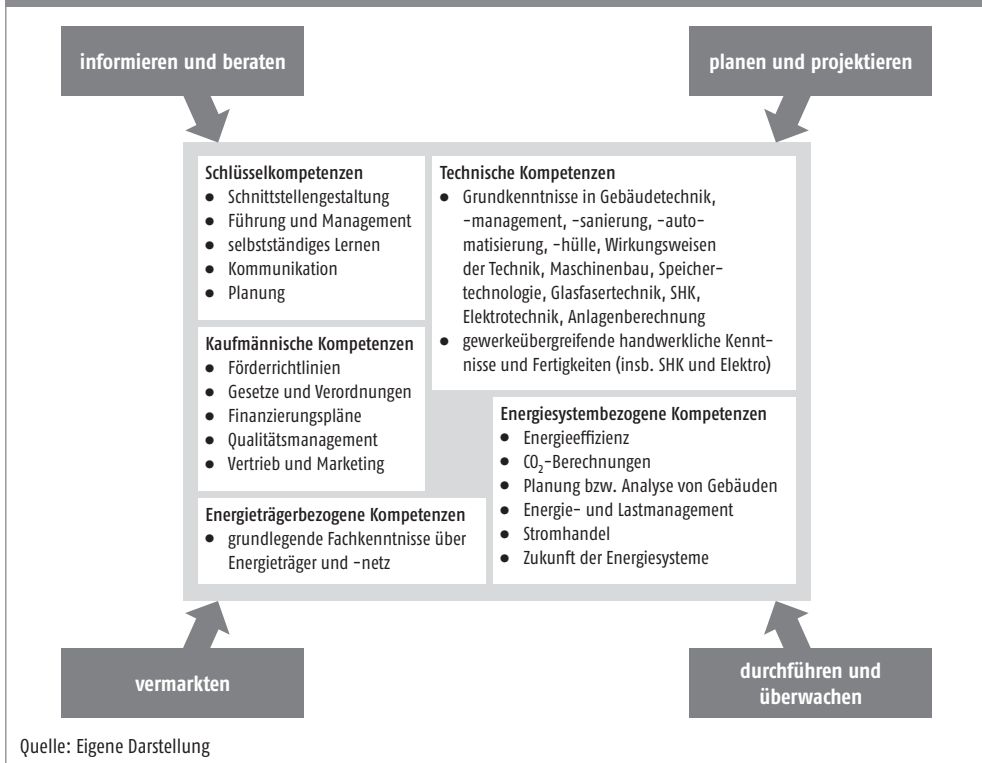 informieren und beraten
planen und projektieren
Schlüsselkompetenzen
● Schnittstellengestaltung
● Führung und Management
● selbstständiges Lernen
● Kommunikation
● Planung
Technische Kompetenzen
● Grundkenntnisse in Gebäudetechnik,
-management, -sanierung, -auto-
matisierung, -hülle, Wirkungsweisen
der Technik, Maschinenbau, Speicher-
technologie, Glasfasertechnik, SHK,
Elektrotechnik, Anlagenberechnung
● gewerkeübergreifende handwerkliche Kennt-
nisse und Fertigkeiten (insb. SHK und Elektro)
Kaufmännische Kompetenzen
● Förderrichtlinien
● Gesetze und Verordnungen
● Finanzierungspläne
● Qualitätsmanagement
● Vertrieb und Marketing
Energiesystembezogene Kompetenzen
● Energieeffizienz
● CO₂-Berechnungen
● Planung bzw. Analyse von Gebäuden
● Energie- und Lastmanagement
● Stromhandel
● Zukunft der Energiesysteme
Energieträgerbezogene Kompetenzen
● grundlegende Fachkenntnisse über
Energieträger und -netz
vermarkten
durchführen und
überwachen
Quelle: Eigene Darstellung